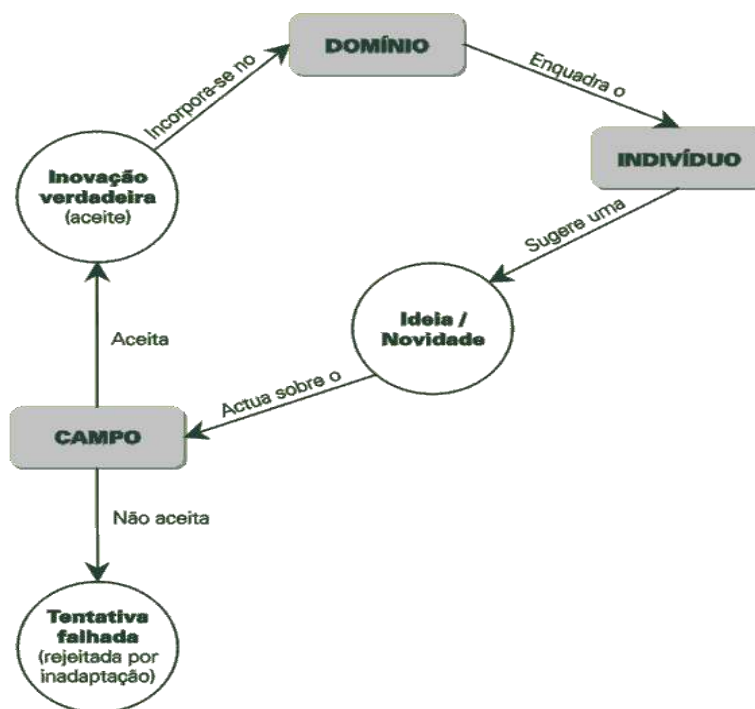 DOMÍNIO
Enquadra o
INDIVÍDUO
Sugere uma
Ideia /
Novidade
Actua sobre o
CAMPO
Aceita
Inovação
verdadeira
(aceite)
Incorpora-se no
Não aceita
Tentativa
falhada
(rejeitada por
inadaptação)